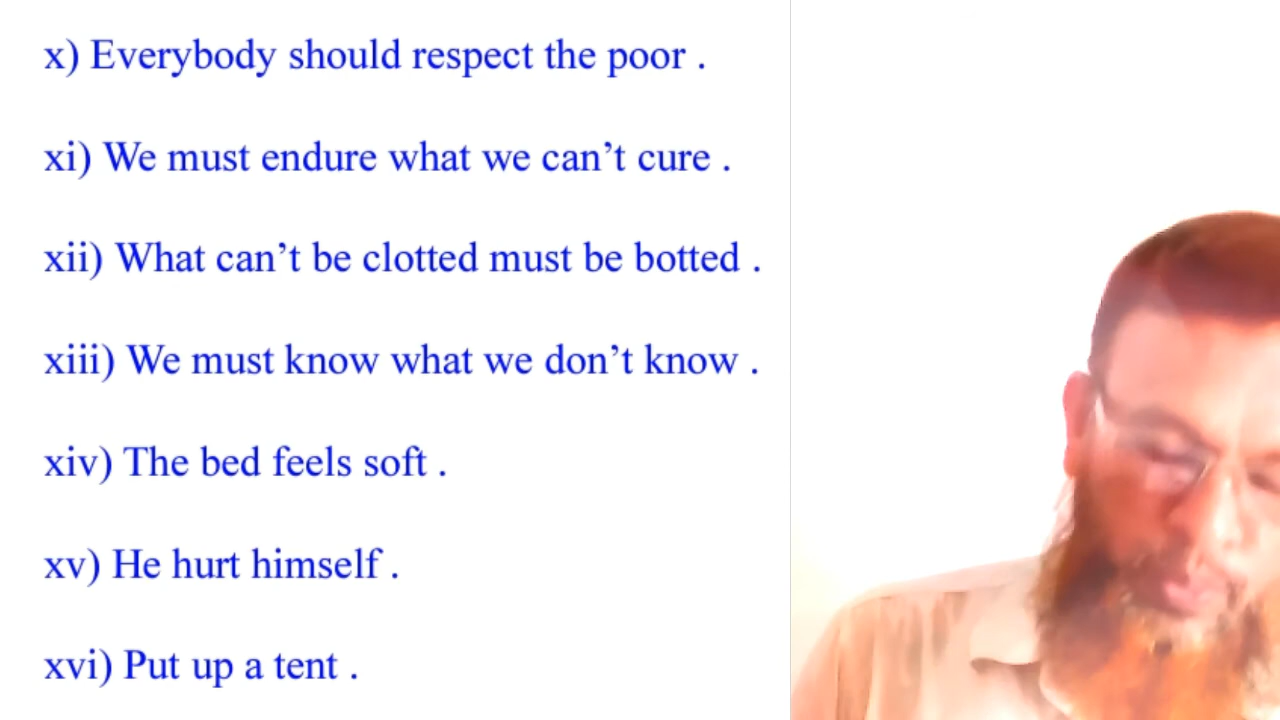 x) Everybody should respect the poor .
xi) We must endure what we can’t cure .
xii) What can’t be clotted must be botted .
xiii) We must know what we don’t know .
xiv) The bed feels soft .
xv) He hurt himself .
xvi) Put up a tent .